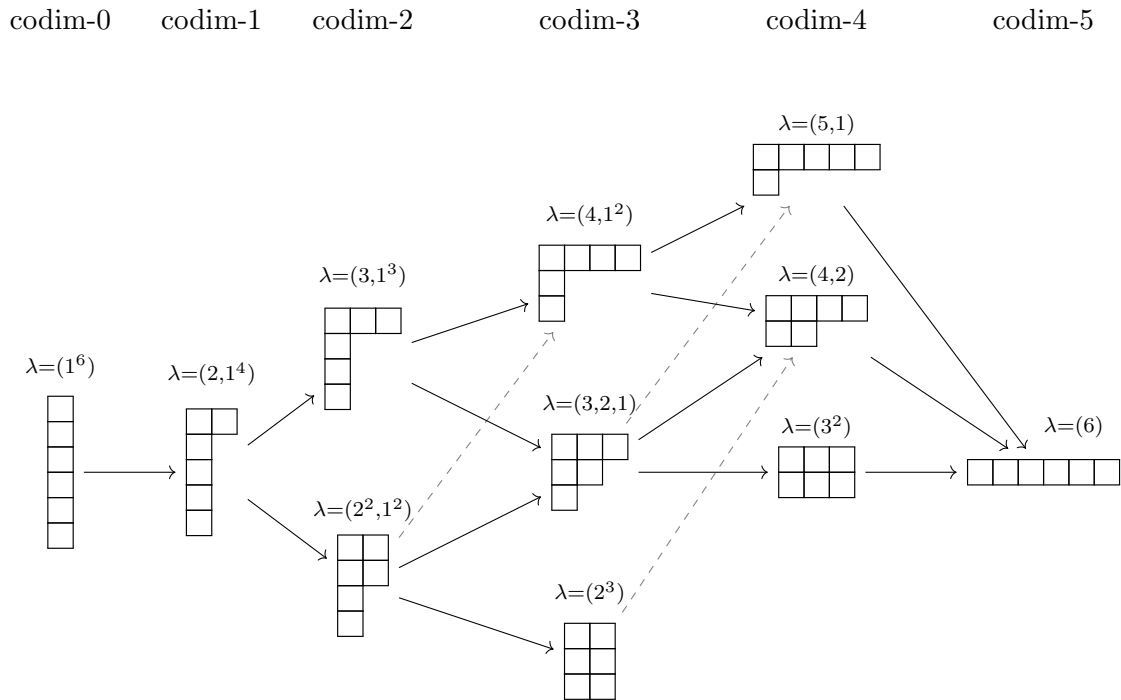 codim-0 codim-1 codim-2 codim-3 codim-4 codim-5
λ=(5,1)
λ=(4,1²)
λ=(3,1³)
λ=(4,2)
λ=(1⁶)
λ=(2,1⁴)
λ=(3,2,1)
λ=(3²)
λ=(6)
λ=(2²,1²)
λ=(2³)